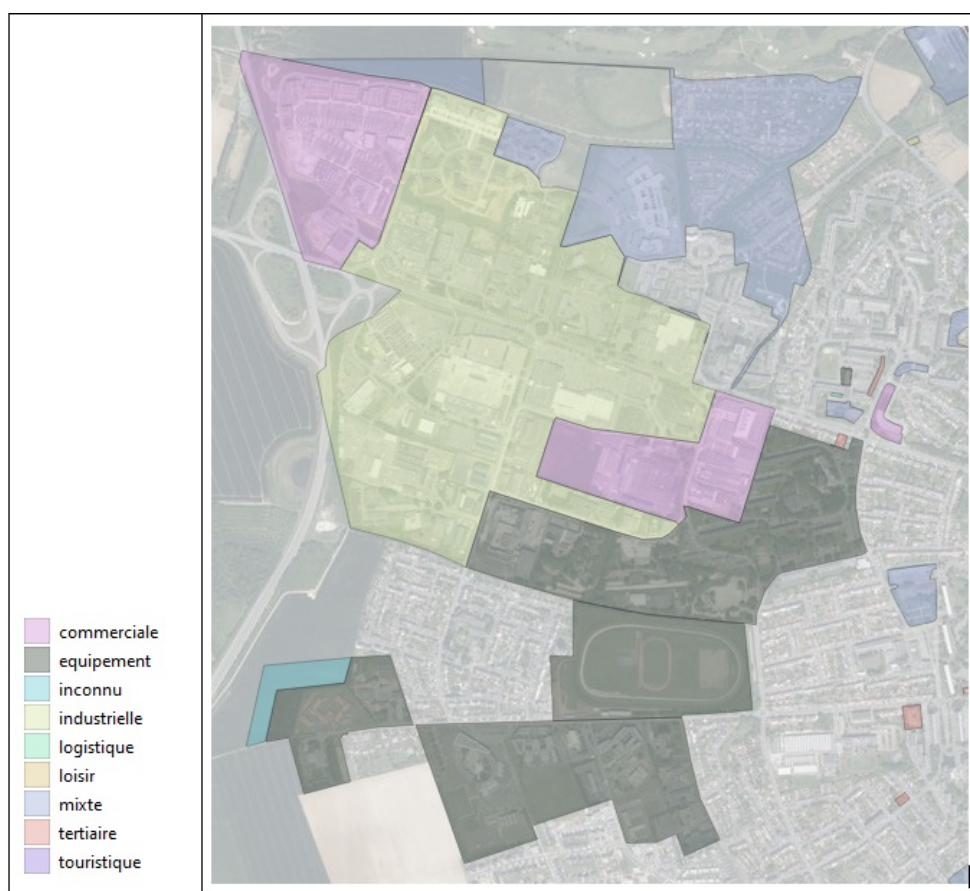 commerciale
equipement
inconnu
industrielle
logistique
loisir
mixte
tertiaire
touristique